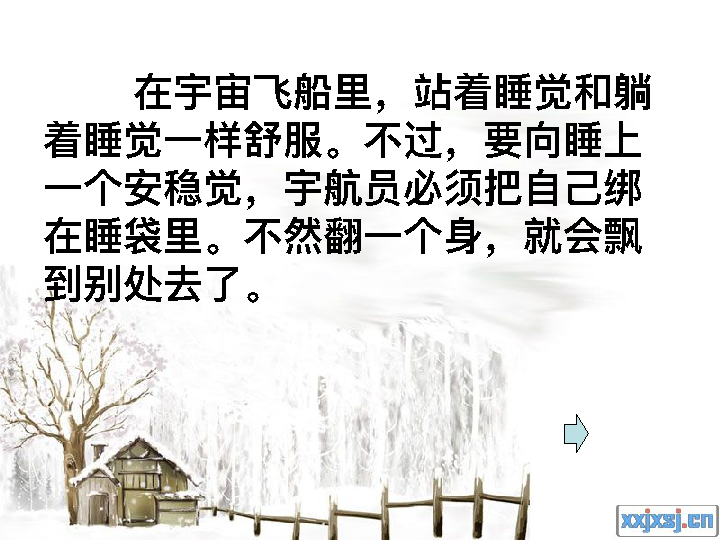 在宇宙飞船里，站着睡觉和躺
着睡觉一样舒服。不过，要向睡上
一个安稳觉，宇航员必须把自己绑
在睡袋里。不然翻一个身，就会飘
到别处去了。
xxjxsj.cn